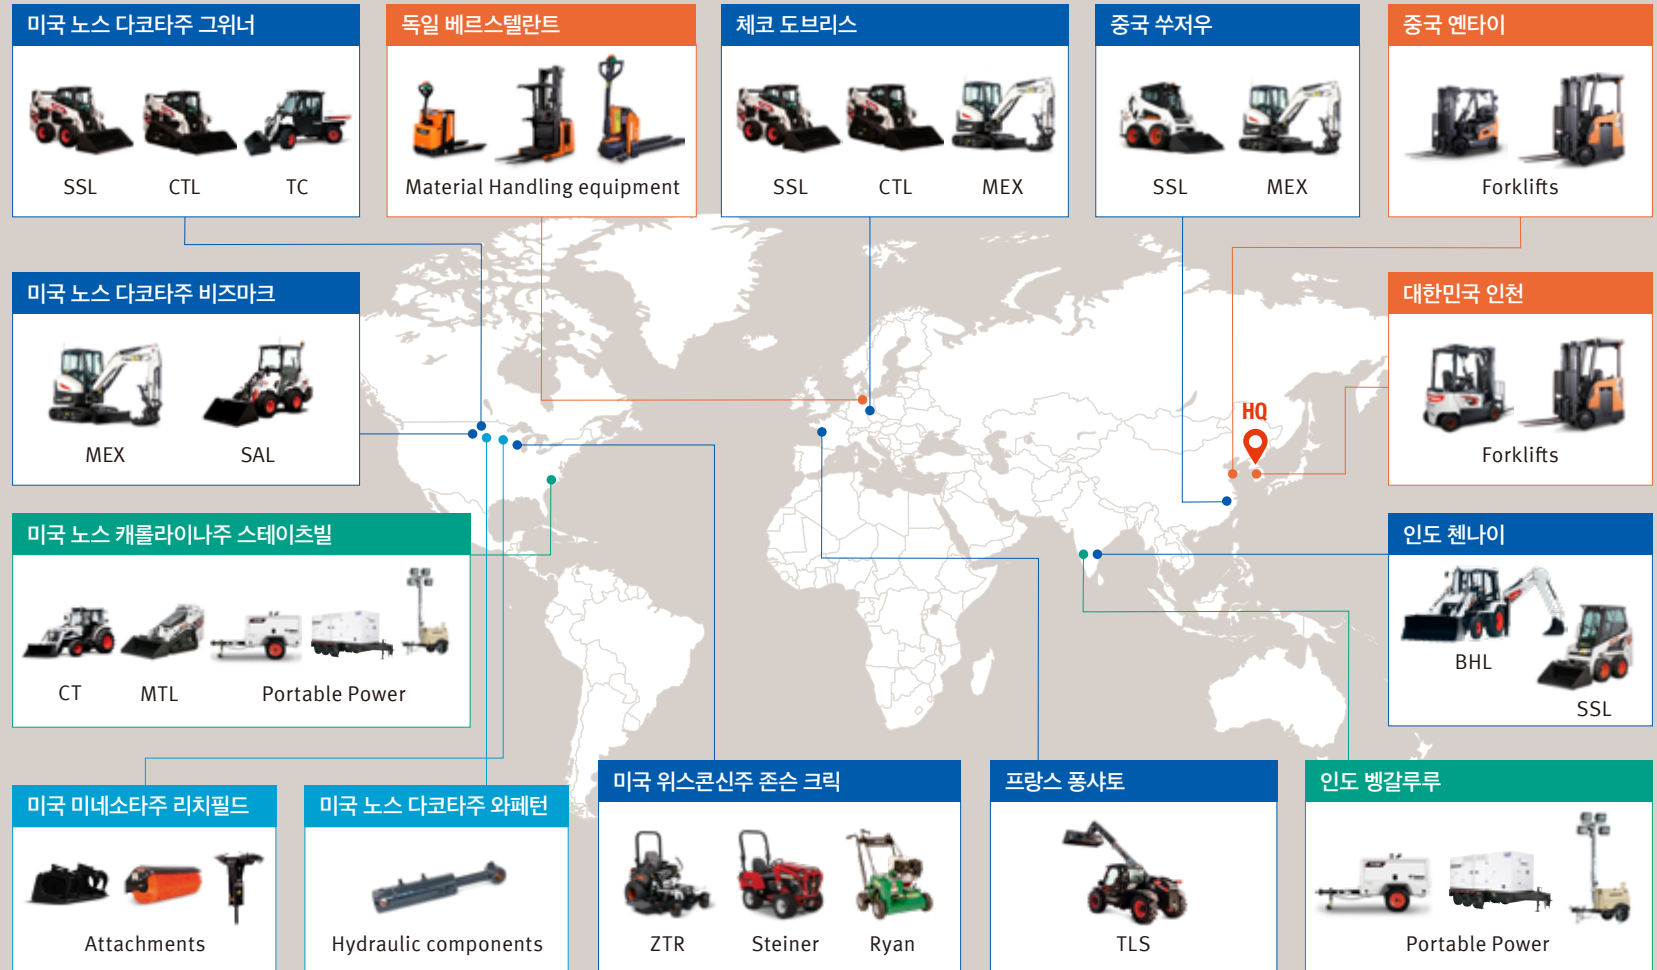 미국 노스 다코타주 그위너
SSL
CTL
TC
독일 베르스텔란트
Material Handling equipment
체코 도브리스
SSL
CTL
MEX
중국 쑤저우
SSL
MEX
중국 옌타이
Forklifts
미국 노스 다코타주 비즈마크
MEX
SAL
대한민국 인천
Forklifts
HQ
미국 노스 캐롤라이나주 스테이츠빌
CT
MTL
Portable Power
인도 첸나이
BHL
SSL
미국 미네소타주 리치필드
Attachments
미국 노스 다코타주 와페턴
Hydraulic components
미국 위스콘신주 존슨 크릭
ZTR
Steiner
Ryan
프랑스 퐁샤토
TLS
인도 벵갈루루
Portable Power